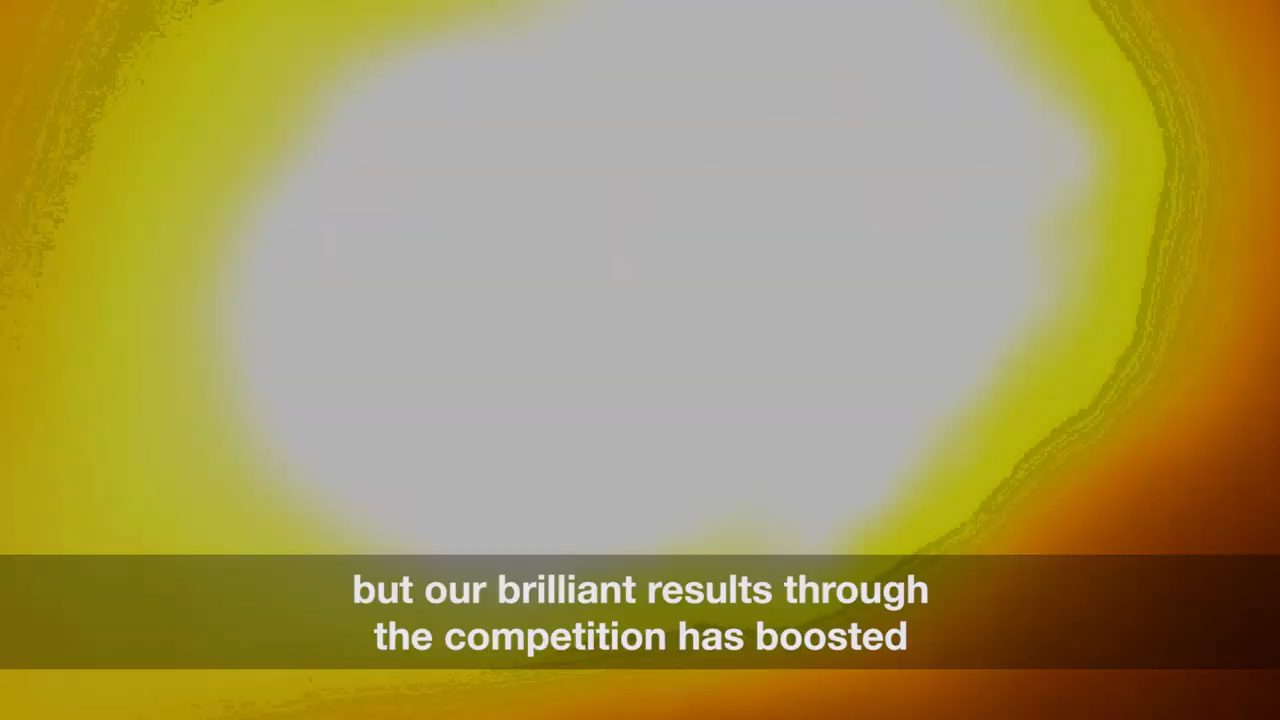 but our brilliant results through
the competition has boosted